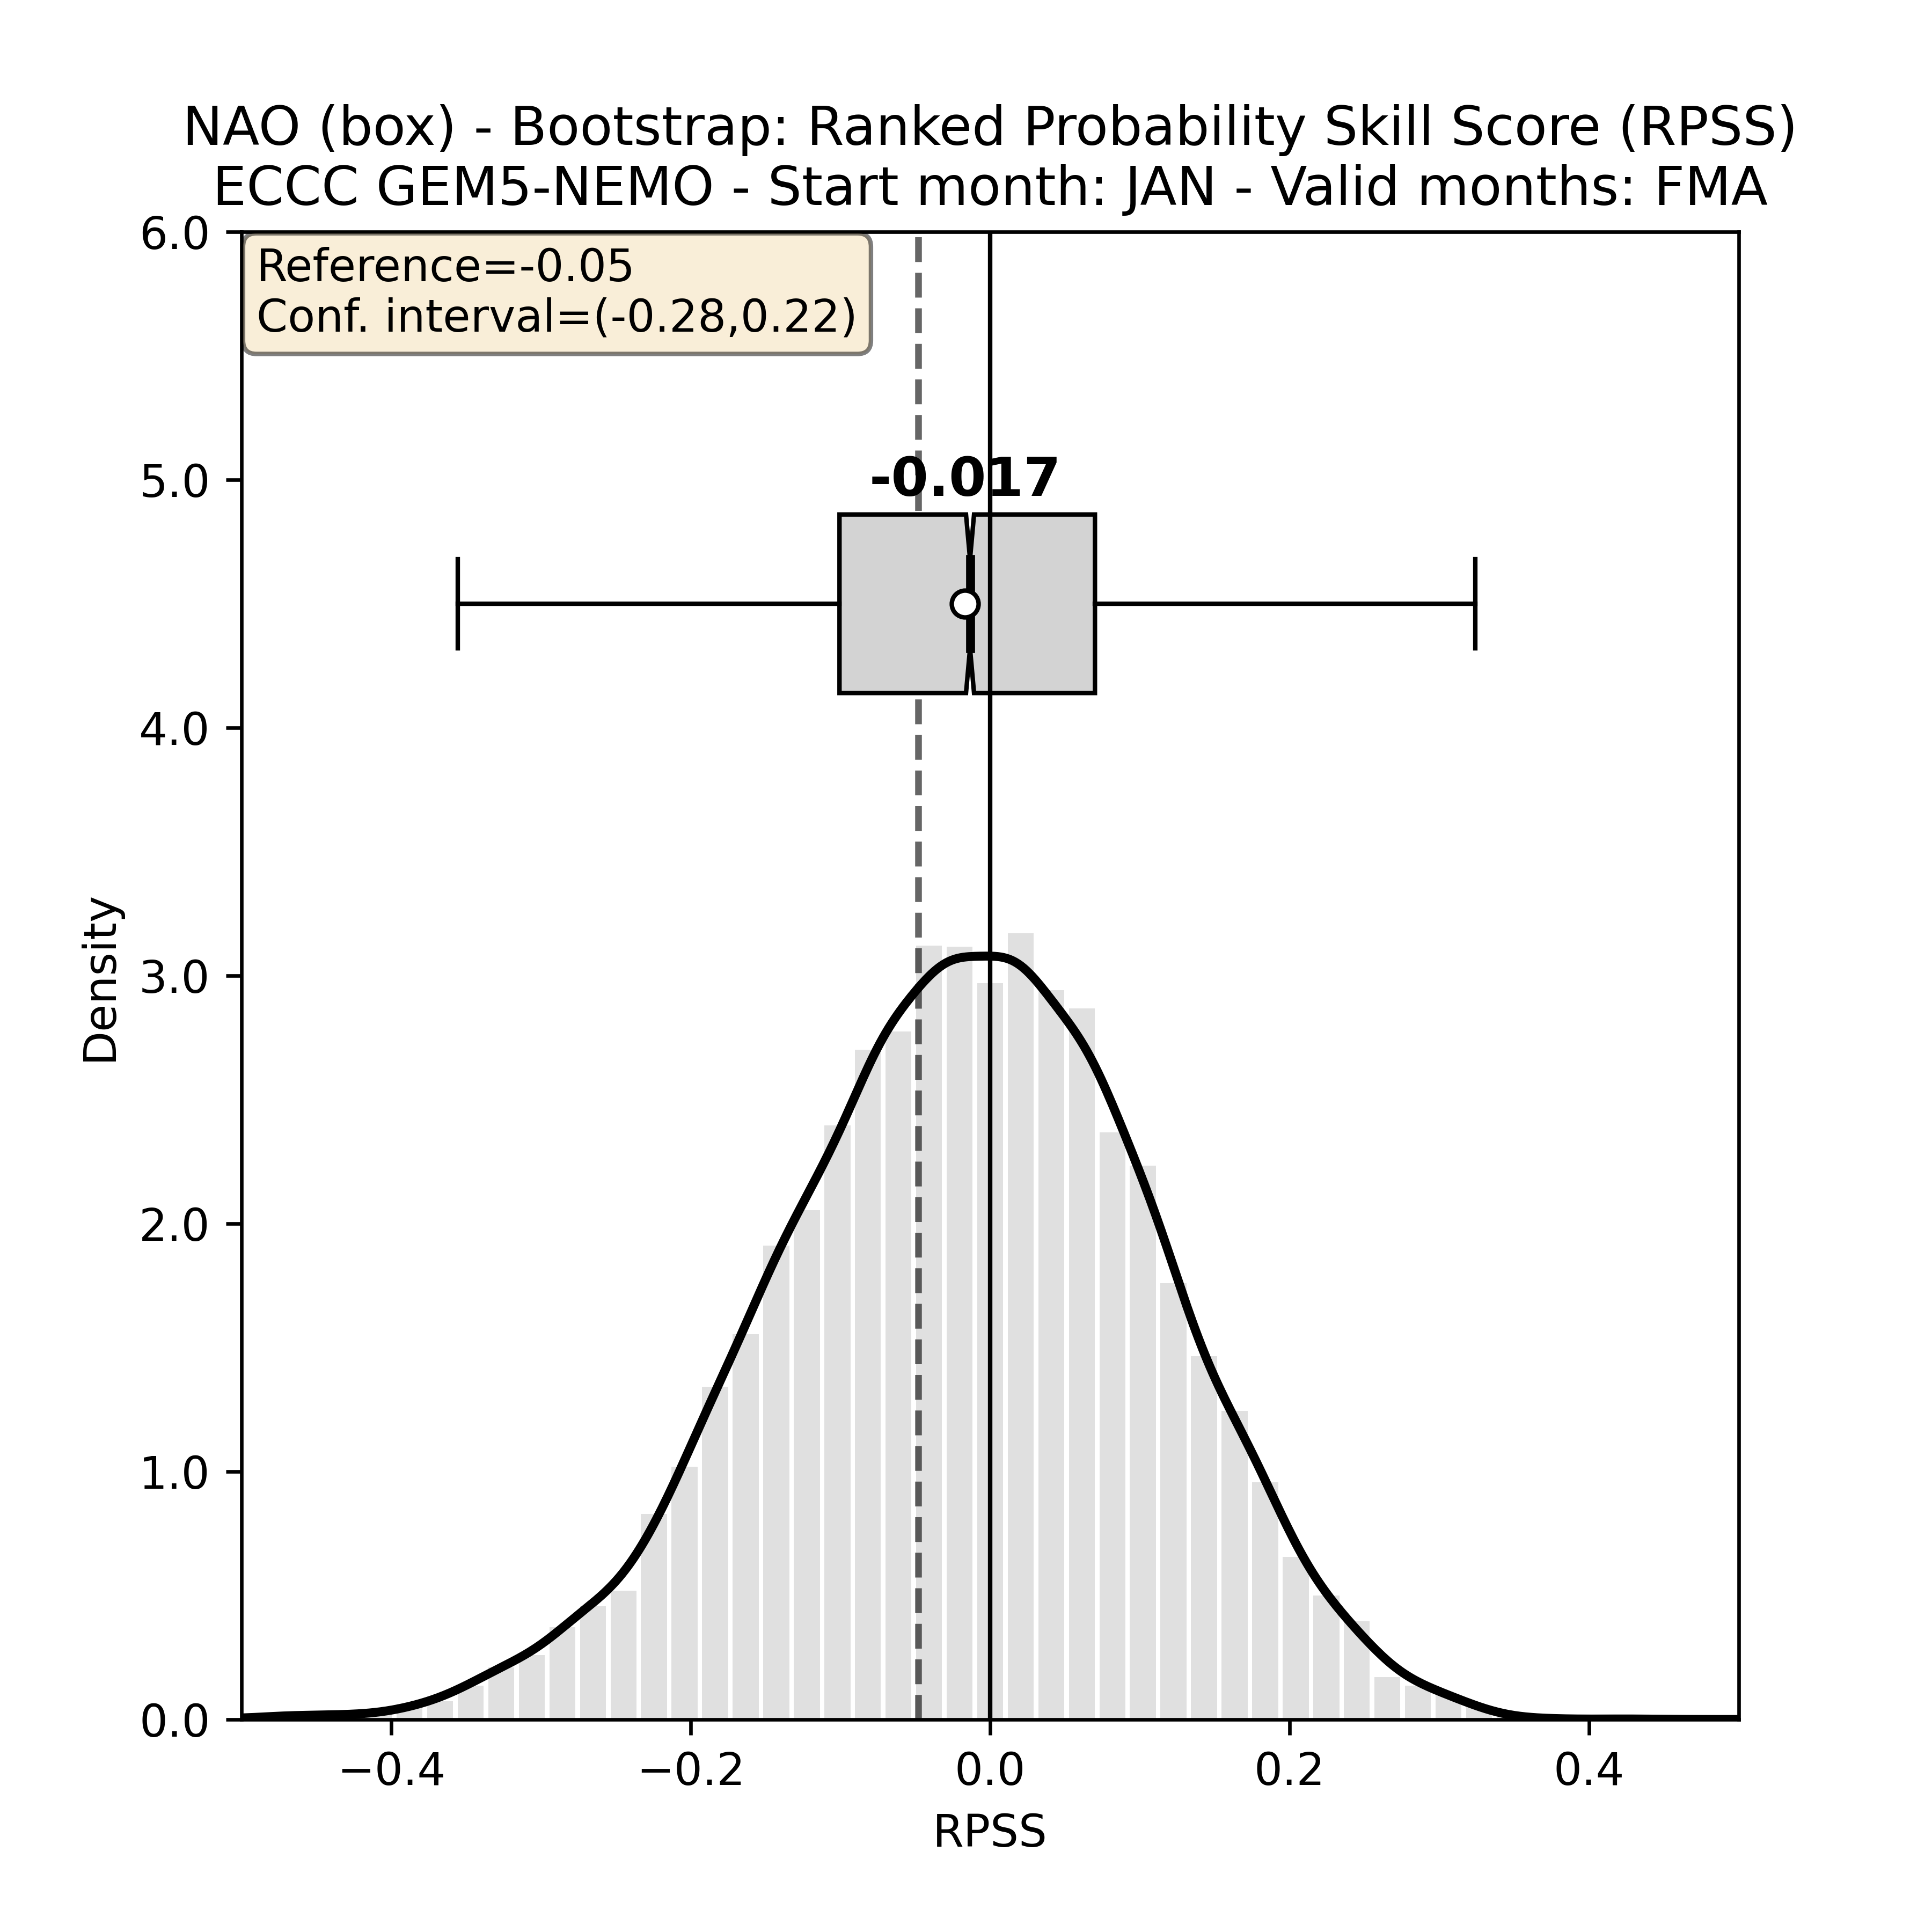 NAO (box) - Bootstrap: Ranked Probability Skill Score (RPSS)
ECCC GEM5-NEMO - Start month: JAN - Valid months: FMA
6.0
Reference=-0.05
Conf. interval=(-0.28,0.22)
-0.017
5.0
4.0
Density
3.0
2.0
1.0
0.0
−0.4 −0.2 0.0 0.2 0.4
RPSS